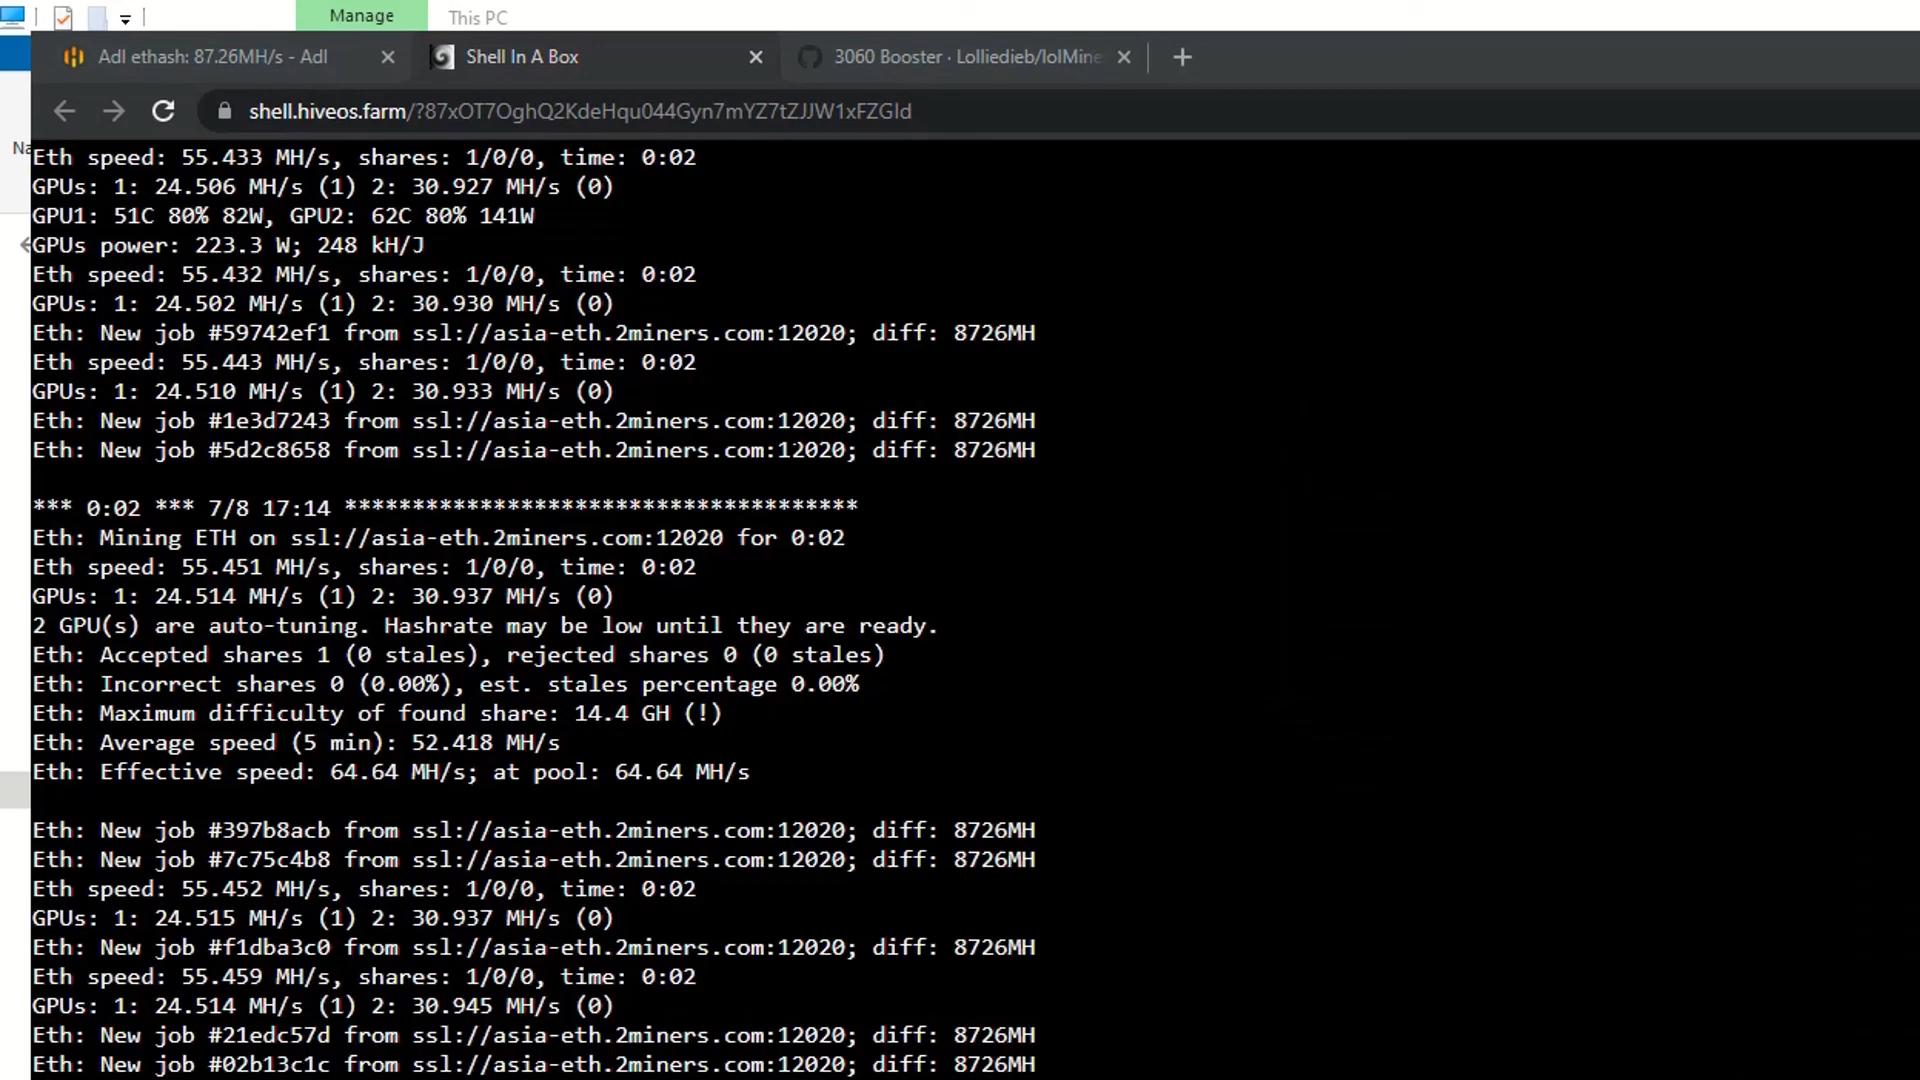 Manage
This PC
Adl ethash: 87.26MH/s - Adl
Shell In A Box
3060 Booster · Lolliedieb/lolMine
shell.hiveos.farm/?87xOT7OghQ2KdeHqu044Gyn7mYZ7tZJJW1xFZGld
Na
Eth speed: 55.433 MH/s, shares: 1/0/0, time: 0:02
GPUs: 1: 24.506 MH/s (1) 2: 30.927 MH/s (0)
GPU1: 51C 80% 82W, GPU2: 62C 80% 141W
GPUs power: 223.3 W; 248 kH/J
Eth speed: 55.432 MH/s, shares: 1/0/0, time: 0:02
GPUs: 1: 24.502 MH/s (1) 2: 30.930 MH/s (0)
Eth: New job #59742ef1 from ssl://asia-eth.2miners.com:12020; diff: 8726MH
Eth speed: 55.443 MH/s, shares: 1/0/0, time: 0:02
GPUs: 1: 24.510 MH/s (1) 2: 30.933 MH/s (0)
Eth: New job #1e3d7243 from ssl://asia-eth.2miners.com:12020; diff: 8726MH
Eth: New job #5d2c8658 from ssl://asia-eth.2miners.com:12020; diff: 8726MH
*** 0:02 *** 7/8 17:14 **************************************
Eth: Mining ETH on ssl://asia-eth.2miners.com:12020 for 0:02
Eth speed: 55.451 MH/s, shares: 1/0/0, time: 0:02
GPUs: 1: 24.514 MH/s (1) 2: 30.937 MH/s (0)
2 GPU(s) are auto-tuning. Hashrate may be low until they are ready.
Eth: Accepted shares 1 (0 stales), rejected shares 0 (0 stales)
Eth: Incorrect shares 0 (0.00%), est. stales percentage 0.00%
Eth: Maximum difficulty of found share: 14.4 GH (!)
Eth: Average speed (5 min): 52.418 MH/s
Eth: Effective speed: 64.64 MH/s; at pool: 64.64 MH/s
Eth: New job #397b8acb from ssl://asia-eth.2miners.com:12020; diff: 8726MH
Eth: New job #7c75c4b8 from ssl://asia-eth.2miners.com:12020; diff: 8726MH
Eth speed: 55.452 MH/s, shares: 1/0/0, time: 0:02
GPUs: 1: 24.515 MH/s (1) 2: 30.937 MH/s (0)
Eth: New job #f1dba3c0 from ssl://asia-eth.2miners.com:12020; diff: 8726MH
Eth speed: 55.459 MH/s, shares: 1/0/0, time: 0:02
GPUs: 1: 24.514 MH/s (1) 2: 30.945 MH/s (0)
Eth: New job #21edc57d from ssl://asia-eth.2miners.com:12020; diff: 8726MH
Eth: New job #02b13c1c from ssl://asia-eth.2miners.com:12020; diff: 8726MH